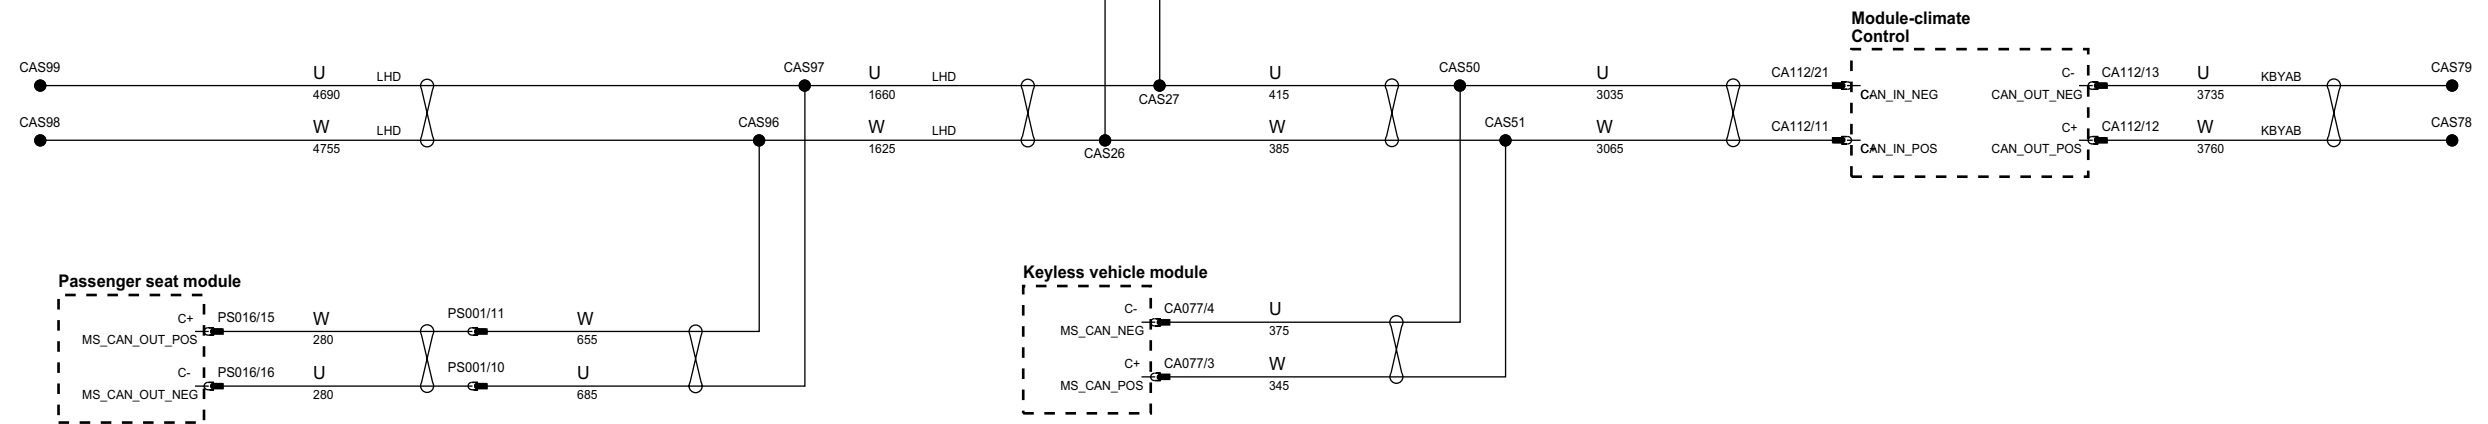 Module-climate
Control
CAS99 U LHD CAS97 U LHD U CAS50 U CA112/21 C- CA112/13 U KBYAB CAS79
4690 1660 CAS27 415 3035 CAN_IN_NEG CAN_OUT_NEG 3735
CAS98 W LHD CAS96 W LHD W CAS51 W CA112/11 C+ CA112/12 W KBYAB CAS78
4755 1625 CAS26 385 3065 CAN_IN_POS CAN_OUT_POS 3760
Passenger seat module
C+ PS016/15 W PS001/11 W
MS_CAN_OUT_POS 280 655
C- PS016/16 U PS001/10 U
MS_CAN_OUT_NEG 280 685
Keyless vehicle module
C- CA077/4 U
MS_CAN_NEG 375
C+ CA077/3 W
MS_CAN_POS 345